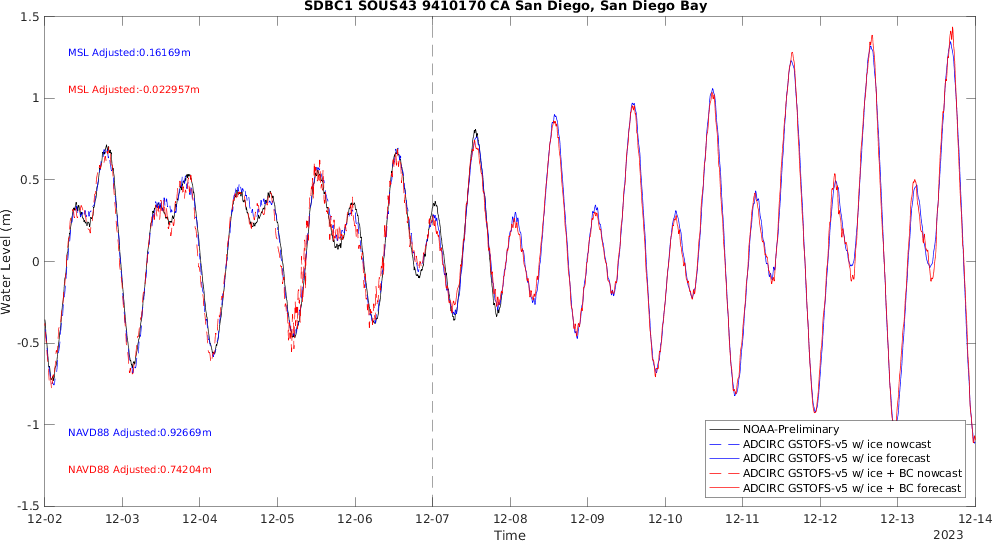 SDBC1 SOUS43 9410170 CA San Diego, San Diego Bay
1.5
MSL Adjusted:0.16169m
1
MSL Adjusted:-0.022957m
0.5
Water Level (m)
0
-0.5
-1
NAVD88 Adjusted:0.92669m
NAVD88 Adjusted:0.74204m
-1.5
NOAA-Preliminary
ADCIRC GSTOFS-v5 w/ ice nowcast
ADCIRC GSTOFS-v5 w/ ice forecast
ADCIRC GSTOFS-v5 w/ ice + BC nowcast
ADCIRC GSTOFS-v5 w/ ice + BC forecast
12-02 12-03 12-04 12-05 12-06 12-07 12-08 12-09 12-10 12-11 12-12 12-13 12-14
Time
2023